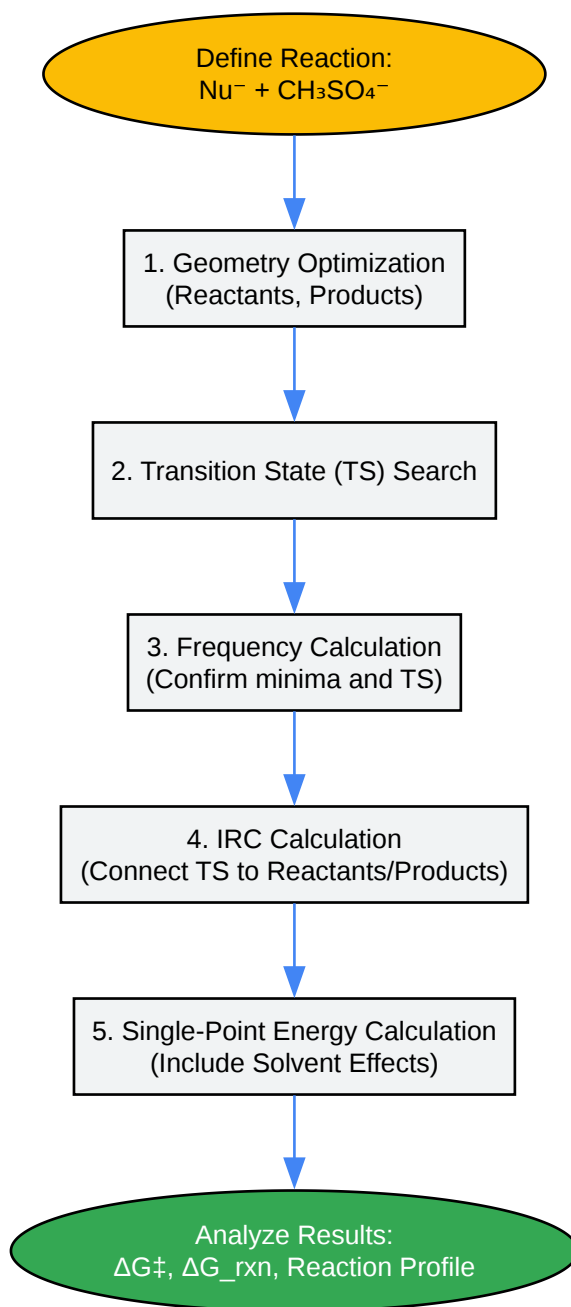 Define Reaction:
Nu⁻ + CH₃SO₄⁻
1. Geometry Optimization
(Reactants, Products)
2. Transition State (TS) Search
3. Frequency Calculation
(Confirm minima and TS)
4. IRC Calculation
(Connect TS to Reactants/Products)
5. Single-Point Energy Calculation
(Include Solvent Effects)
Analyze Results:
ΔG‡, ΔG_rxn, Reaction Profile